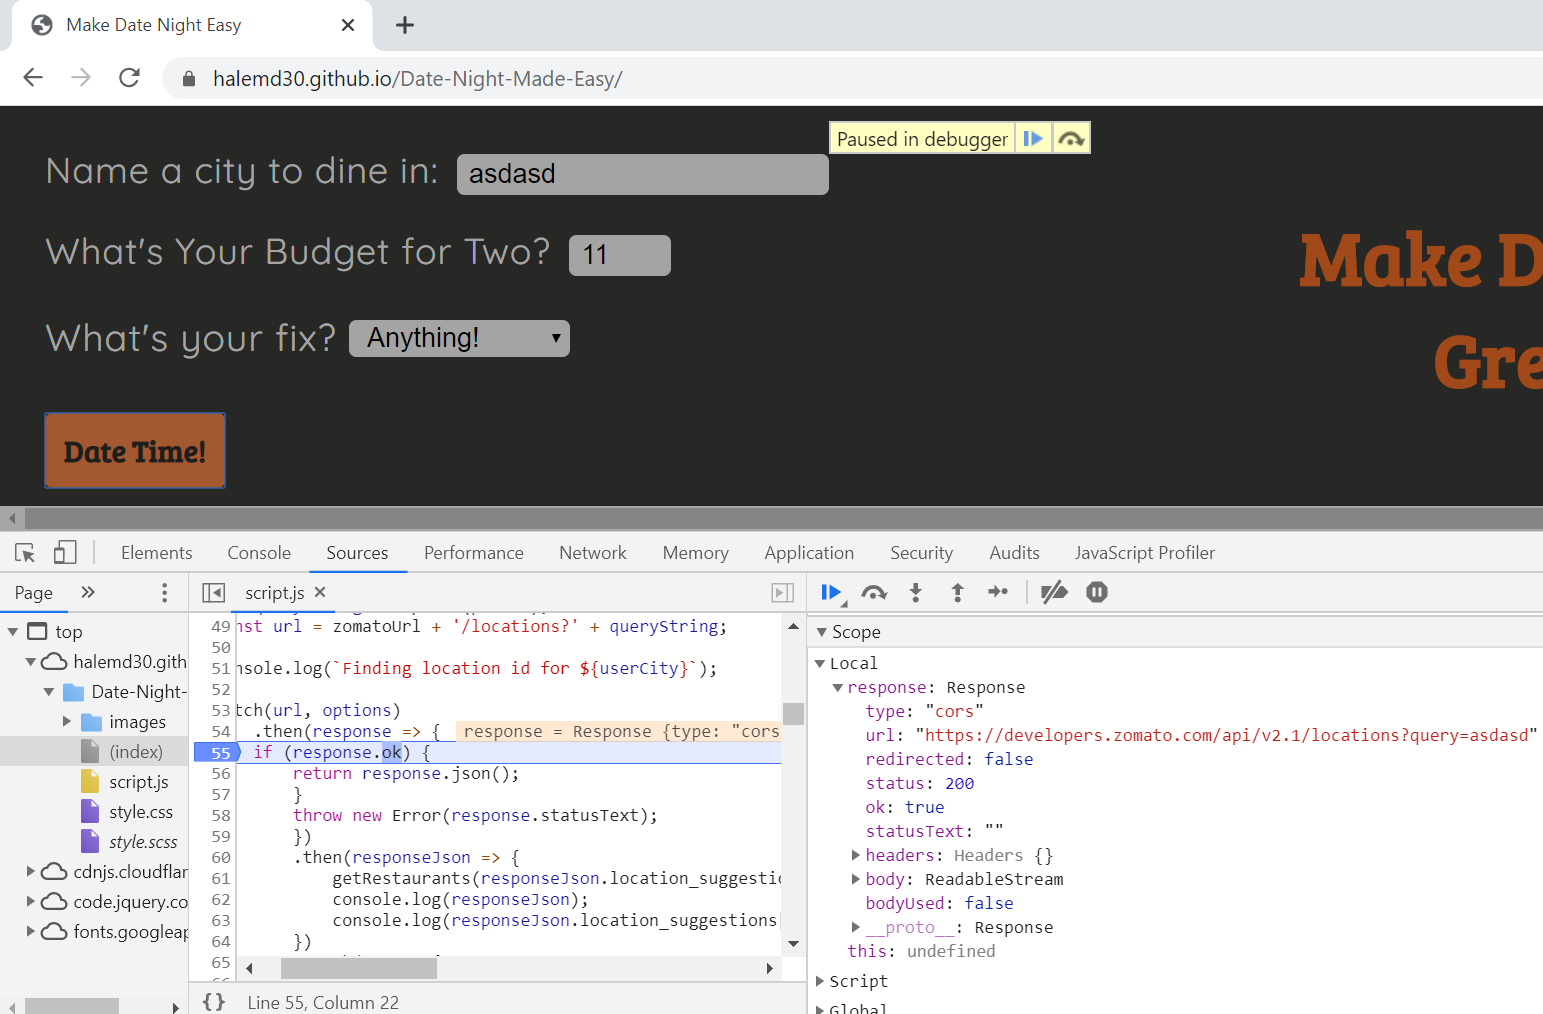 Make Date Night Easy
halemd30.github.io/Date-Night-Made-Easy/
Paused in debugger
Name a city to dine in: asdasd
What's Your Budget for Two? 11
What's your fix? Anything!
Make D
Gre
Date Time!
Elements Console Sources Performance Network Memory Application Security Audits JavaScript Profiler
Page
top
halemd30.gith
Date-Night-
images
(index)
script.js
style.css
style.scss
cdnjs.cloudflar
code.jquery.co
fonts.googleap
script.js
49 nst url = zomatoUrl + '/locations?' + queryString;
50
51 nsole.log(`Finding location id for ${userCity}`);
52
53 tch(url, options)
54 .then(response => { response = Response {type: "cors
55 if (response.ok) {
56 return response.json();
57 }
58 throw new Error(response.statusText);
59 })
60 .then(responseJson => {
61 getRestaurants(responseJson.location_suggestio
62 console.log(responseJson);
63 console.log(responseJson.location_suggestions[
64 })
65
{} Line 55, Column 22
Scope
Local
response: Response
type: "cors"
url: "https://developers.zomato.com/api/v2.1/locations?query=asdasd"
redirected: false
status: 200
ok: true
statusText: ""
headers: Headers {}
body: ReadableStream
bodyUsed: false
__proto__: Response
this: undefined
Script
Global